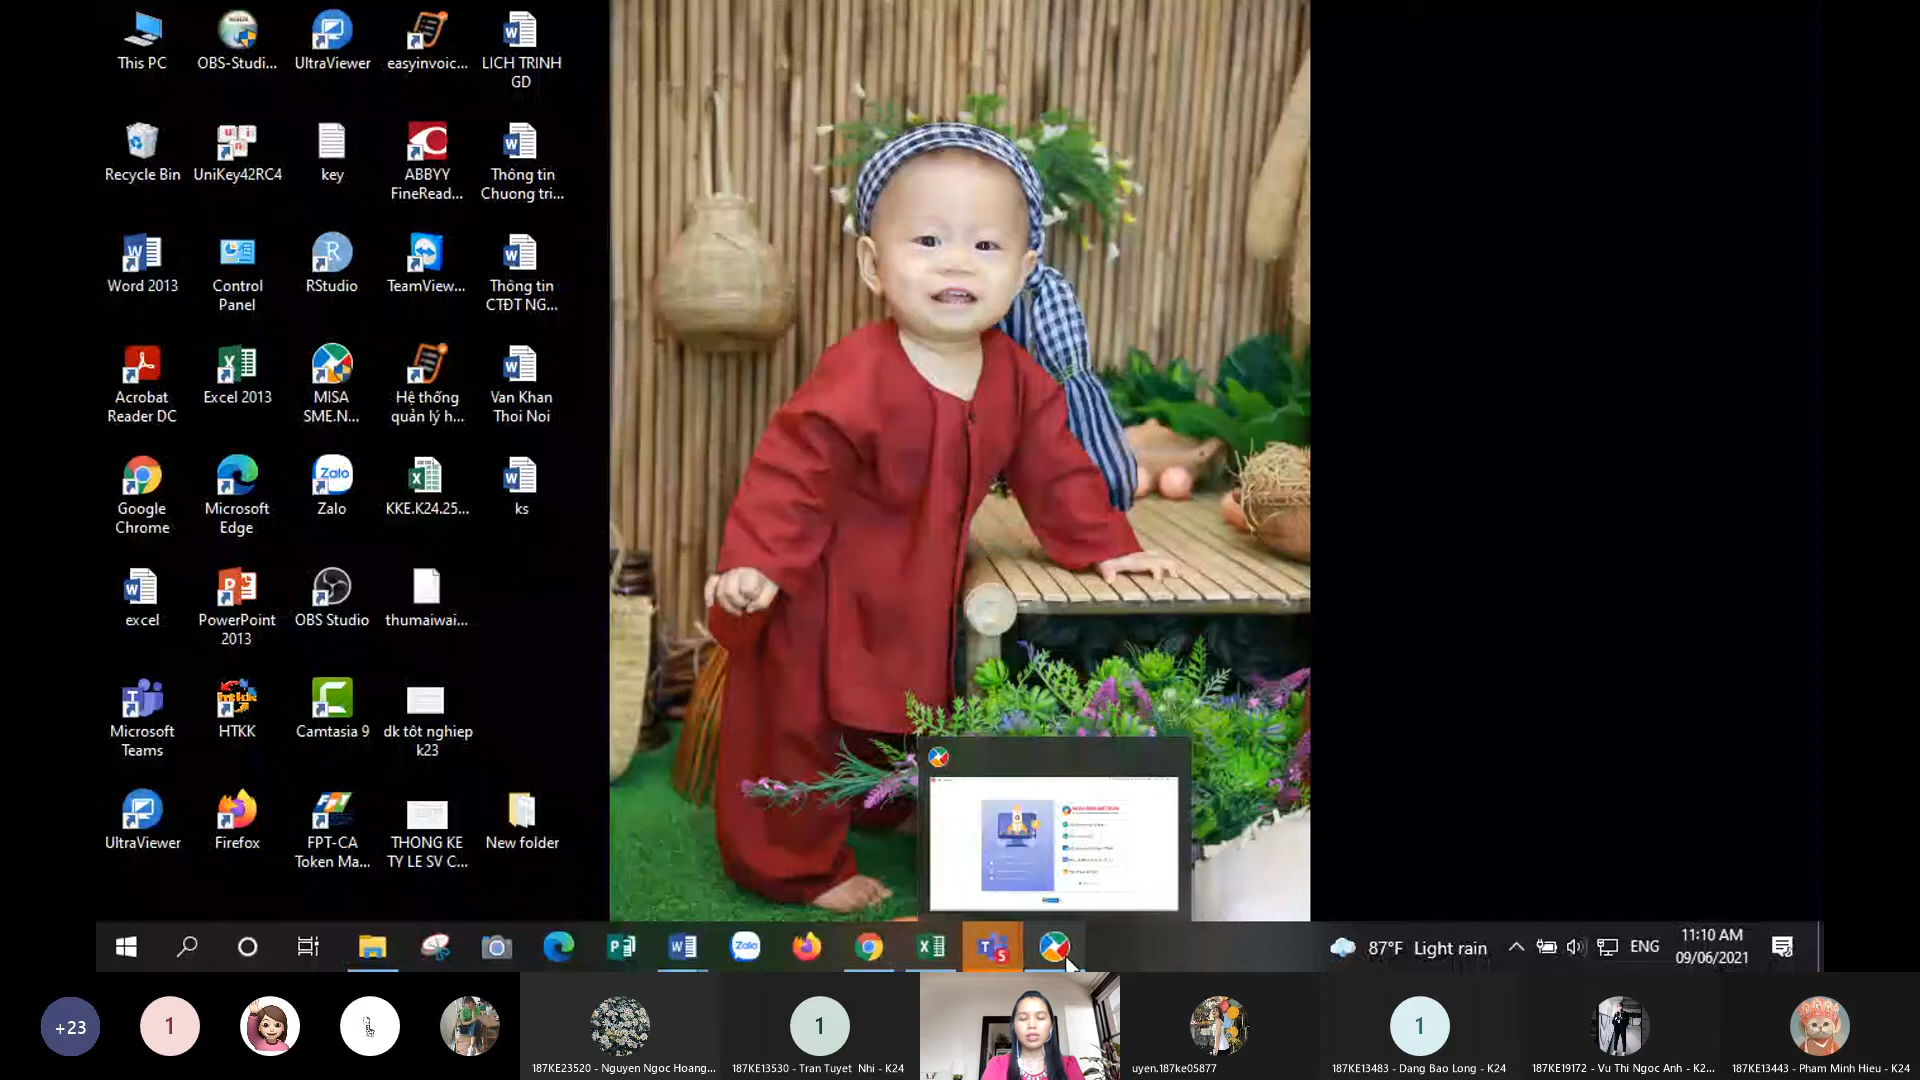 This PC
OBS-Studi...
UltraViewer
easyinvoic...
LICH TRINH
GD
Recycle Bin
UniKey42RC4
key
ABBYY
FineRead...
Thông tin
Chuong tri...
Word 2013
Control
Panel
RStudio
TeamView...
Thông tin
CTĐT NG...
Acrobat
Reader DC
Excel 2013
MISA
SME.N...
Hệ thống
quản lý h...
Van Khan
Thoi Noi
Google
Chrome
Microsoft
Edge
Zalo
KKE.K24.25...
ks
excel
PowerPoint
2013
OBS Studio
thumaiwai...
Microsoft
Teams
HTKK
Camtasia 9
dk tôt nghiep
k23
UltraViewer
Firefox
FPT-CA
Token Ma...
THONG KE
TY LE SV C...
New folder
87°F Light rain
ENG
11:10 AM
09/06/2021
+23
1
1
1
187KE23520 - Nguyen Ngoc Hoang...
187KE13530 - Tran Tuyet Nhi - K24
uyen.187ke05877
187KE13483 - Dang Bao Long - K24
187KE19172 - Vu Thi Ngoc Anh - K2...
187KE13443 - Pham Minh Hieu - K24